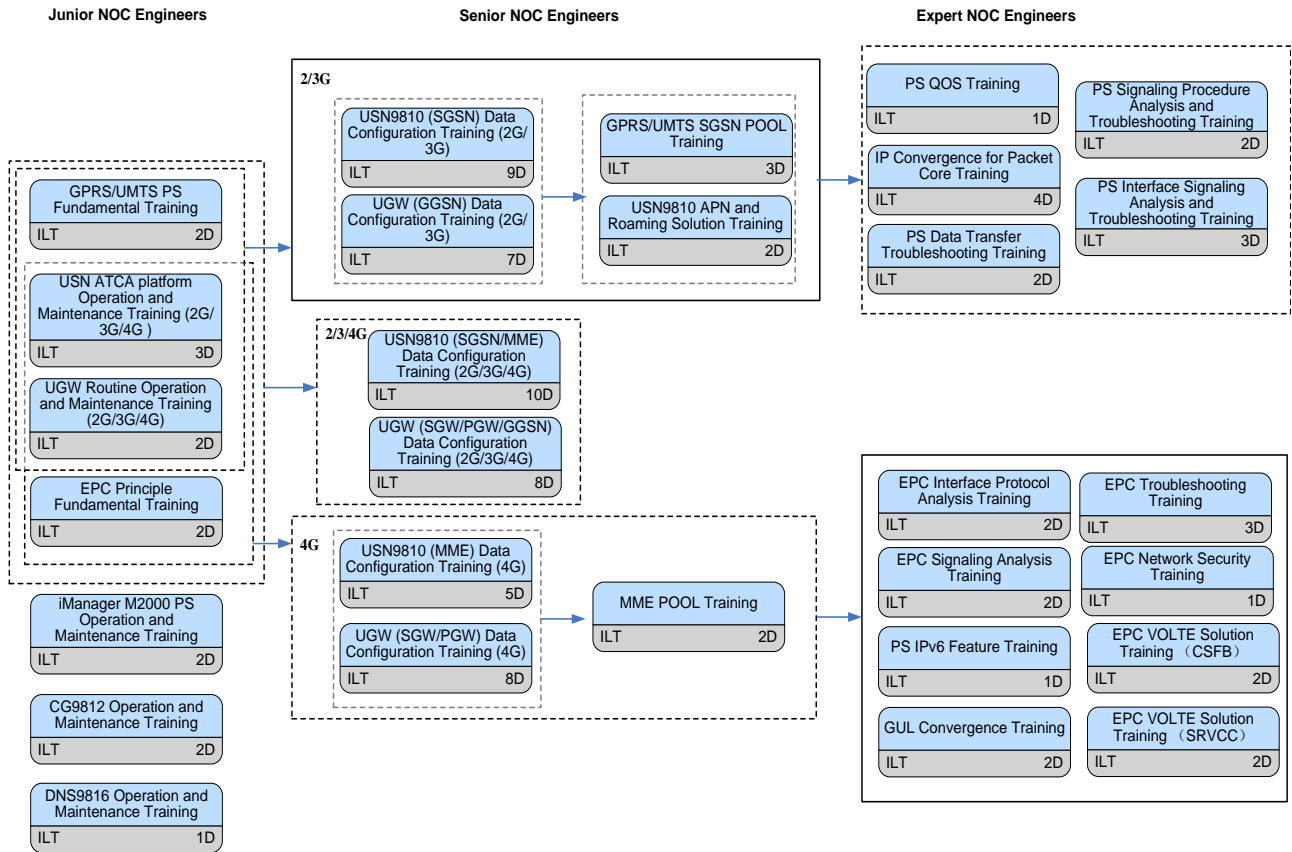 Junior NOC Engineers
Senior NOC Engineers
Expert NOC Engineers
GPRS/UMTS PS
Fundamental Training
ILT 2D
USN ATCA platform
Operation and
Maintenance Training (2G/
3G/4G )
ILT 3D
UGW Routine Operation
and Maintenance Training
(2G/3G/4G)
ILT 2D
EPC Principle
Fundamental Training
ILT 2D
iManager M2000 PS
Operation and
Maintenance Training
ILT 2D
CG9812 Operation and
Maintenance Training
ILT 2D
DNS9816 Operation and
Maintenance Training
ILT 1D
2/3G
USN9810 (SGSN) Data
Configuration Training (2G/
3G)
ILT 9D
UGW (GGSN) Data
Configuration Training (2G/
3G)
ILT 7D
GPRS/UMTS SGSN POOL
Training
ILT 3D
USN9810 APN and
Roaming Solution Training
ILT 2D
2/3/4G
USN9810 (SGSN/MME)
Data Configuration
Training (2G/3G/4G)
ILT 10D
UGW (SGW/PGW/GGSN)
Data Configuration
Training (2G/3G/4G)
ILT 8D
4G
USN9810 (MME) Data
Configuration Training (4G)
ILT 5D
UGW (SGW/PGW) Data
Configuration Training (4G)
ILT 8D
MME POOL Training
ILT 2D
PS QOS Training
ILT 1D
IP Convergence for Packet
Core Training
ILT 4D
PS Data Transfer
Troubleshooting Training
ILT 2D
PS Signaling Procedure
Analysis and
Troubleshooting Training
ILT 2D
PS Interface Signaling
Analysis and
Troubleshooting Training
ILT 3D
EPC Interface Protocol
Analysis Training
ILT 2D
EPC Signaling Analysis
Training
ILT 2D
PS IPv6 Feature Training
ILT 1D
GUL Convergence Training
ILT 2D
EPC Troubleshooting
Training
ILT 3D
EPC Network Security
Training
ILT 1D
EPC VOLTE Solution
Training （CSFB）
ILT 2D
EPC VOLTE Solution
Training （SRVCC）
ILT 2D